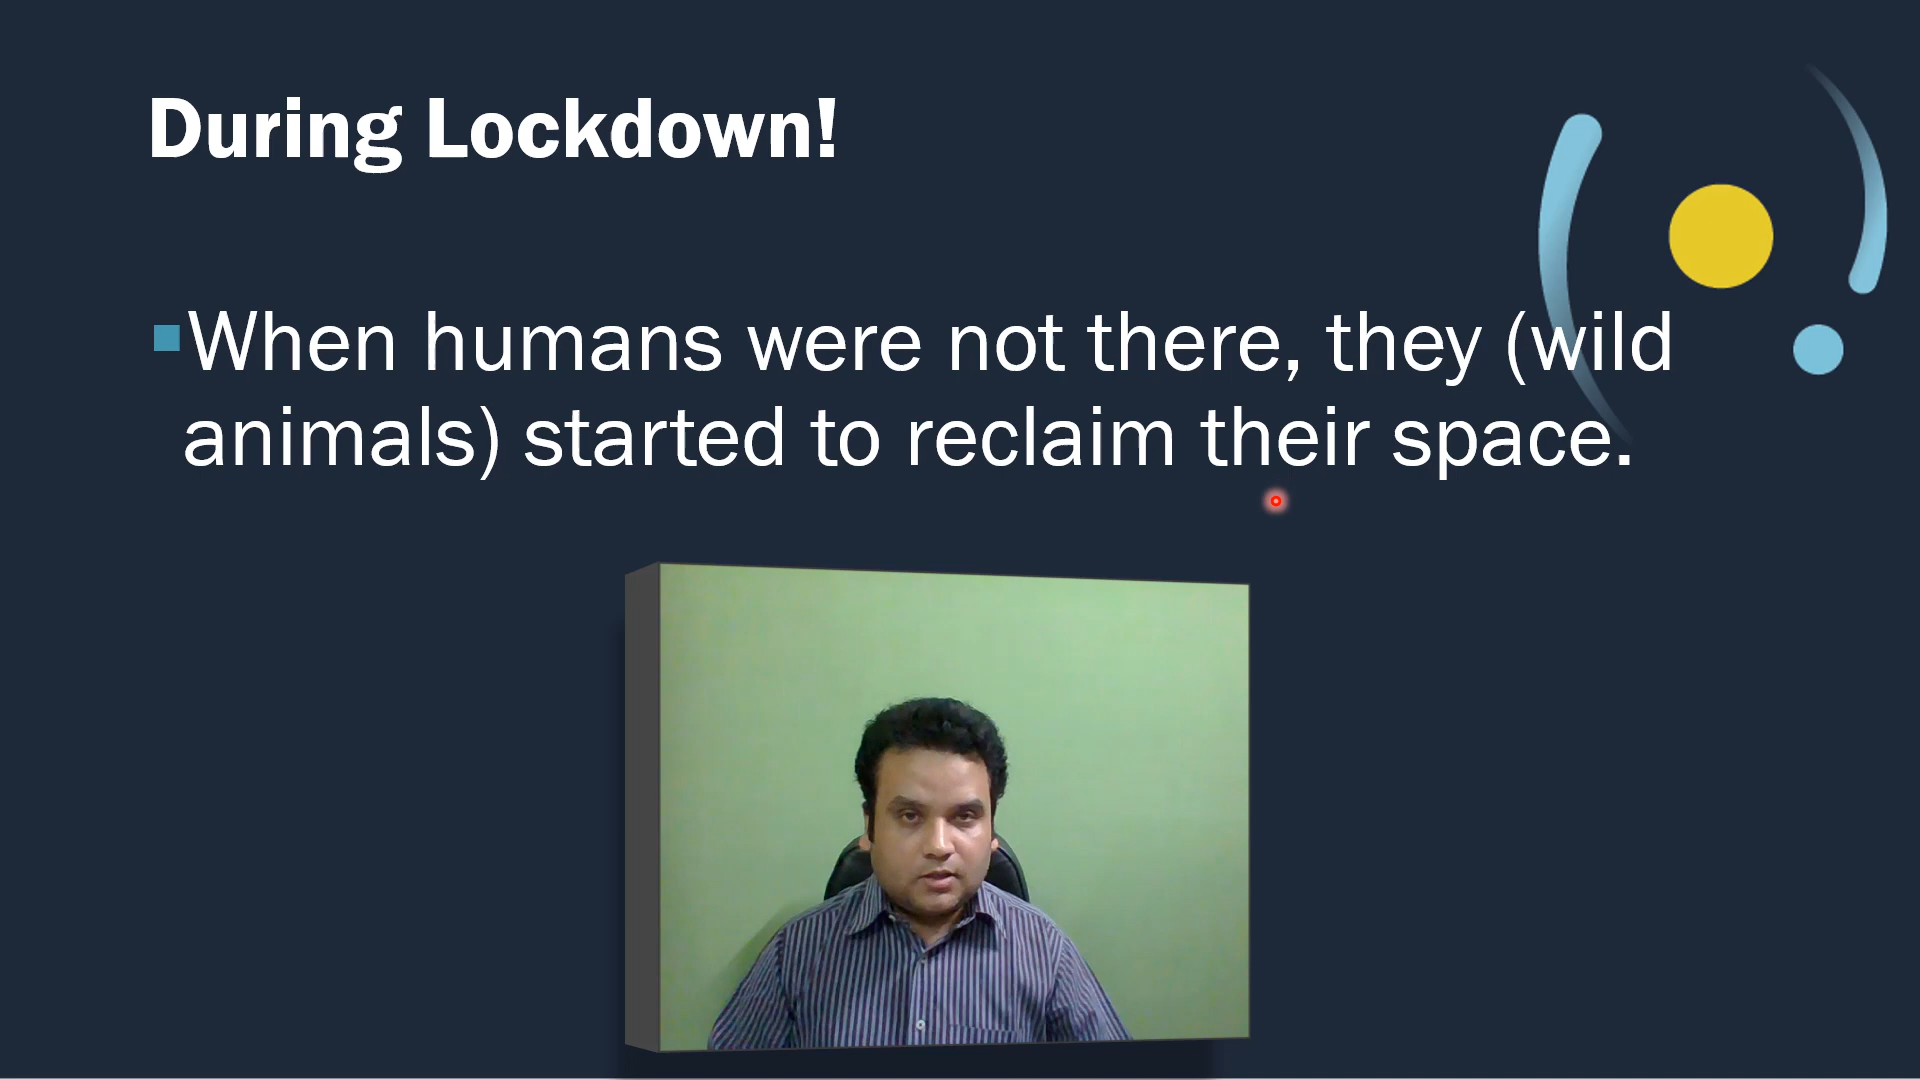 During Lockdown!
When humans were not there, they (wild
animals) started to reclaim their space.